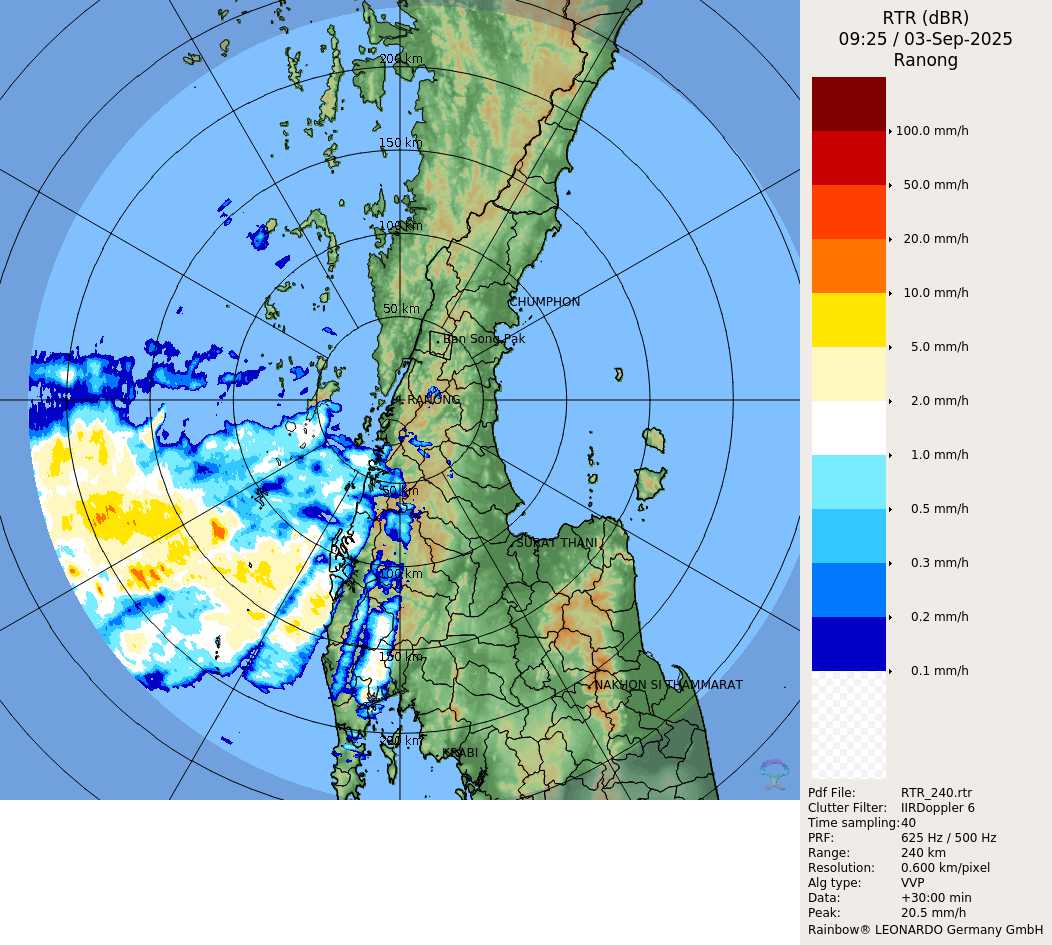 RTR (dBR)
09:25 / 03-Sep-2025
Ranong
100.0 mm/h
50.0 mm/h
20.0 mm/h
10.0 mm/h
5.0 mm/h
2.0 mm/h
1.0 mm/h
0.5 mm/h
0.3 mm/h
0.2 mm/h
0.1 mm/h
200 km
150 km
100 km
50 km
CHUMPHON
Ban Song Pak
RANONG
50 km
SURAT THANI
100 km
150 km
NAKHON SI THAMMARAT
200 km
KRABI
Pdf File: RTR_240.rtr
Clutter Filter: IIRDoppler 6
Time sampling: 40
PRF: 625 Hz / 500 Hz
Range: 240 km
Resolution: 0.600 km/pixel
Alg type: VVP
Data: +30:00 min
Peak: 20.5 mm/h
Rainbow® LEONARDO Germany GmbH